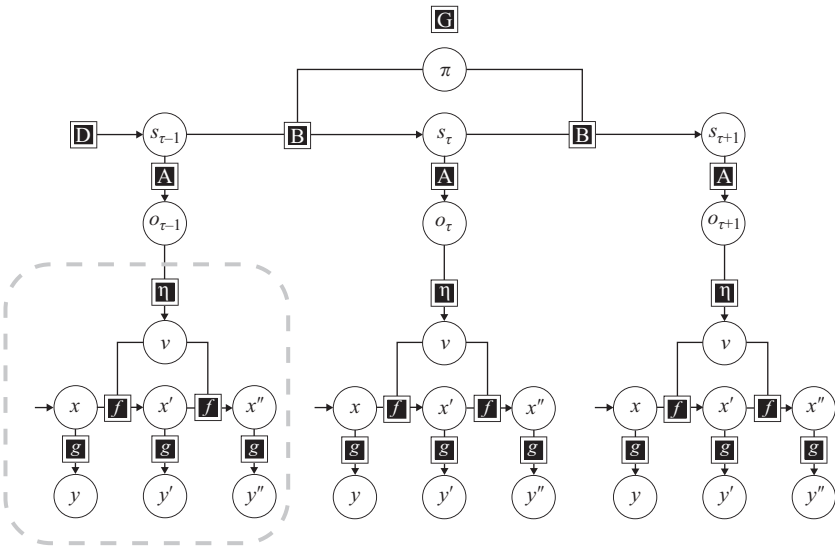 G
π
D s_{τ−1} B s_τ B s_{τ+1}
A A A
o_{τ−1} o_τ o_{τ+1}
η η η
v v v
x f x′ f x″ x f x′ f x″ x f x′ f x″
g g g g g g g g g
y y′ y″ y y′ y″ y y′ y″